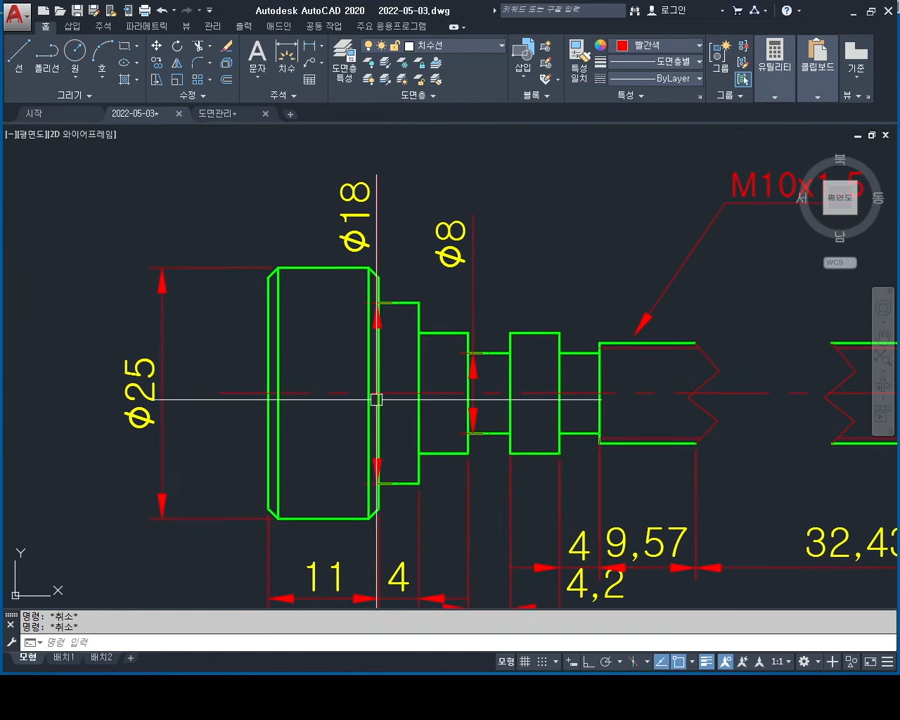 Autodesk AutoCAD 2020 2022-05-03.dwg
키워드 또는 구문 입력
로그인
홈 삽입 주석 파라메트릭 뷰 관리 출력 애드인 공동 작업 주요 응용프로그램
선 폴리선 원 호
문자 치수
도면층 특성
치수선
삽입
특성 일치
빨간색
도면층별
ByLayer
그룹
유틸리티
클립보드
기준
그리기 수정 주석 도면층 블록 특성 그룹 뷰
시작 2022-05-03* 도면관리*
[−][평면도][2D 와이어프레임]
북
서 평면도 동
남
WCS
M10x1.5
Φ18
Φ8
Φ25
4 9,57 32,43
11 4 4,2
Y
X
명령: *취소*
명령: *취소*
명령 입력
모형 배치1 배치2
모형 1:1